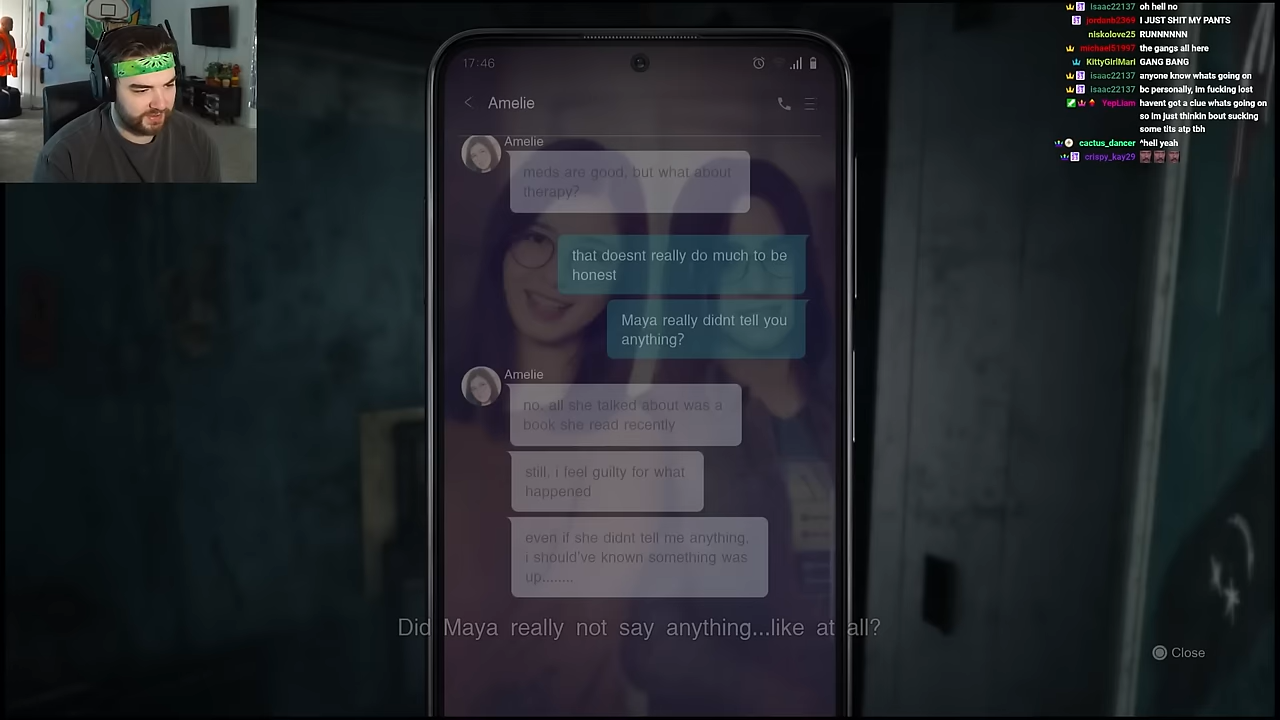 17:46
Amelie
Amelie
meds are good, but what about
therapy?
that doesnt really do much to be
honest
Maya really didnt tell you
anything?
Amelie
no. all she talked about was a
book she read recently
still. i feel guilty for what
happened
even if she didnt tell me anything.
i should've known something was
up........
Did Maya really not say anything...like at all?
Close
Isaac22137 oh hell no
jordanb2369 I JUST SHIT MY PANTS
niskolove25 RUNNNNNN
michael51997 the gangs all here
KittyGirlMari GANG BANG
isaac22137 anyone know whats going on
isaac22137 bc personally, im fucking lost
YepLiam havent got a clue whats going on
so im just thinkin bout sucking
some tits atp tbh
cactus_dancer ^hell yeah
crispy_kay29